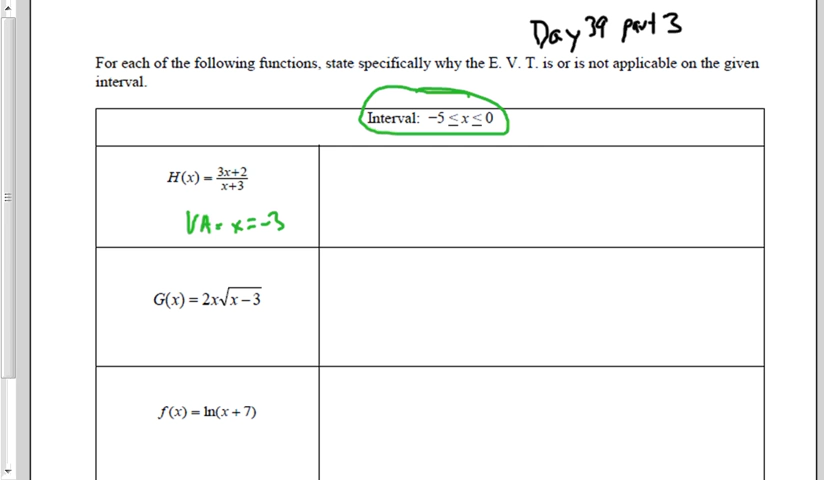 Day 39 part 3
For each of the following functions, state specifically why the E. V. T. is or is not applicable on the given
interval.
Interval: −5 ≤ x ≤ 0
H(x) = (3x+2)/(x+3)
VA: x = -3
G(x) = 2x√(x−3)
f(x) = ln(x + 7)